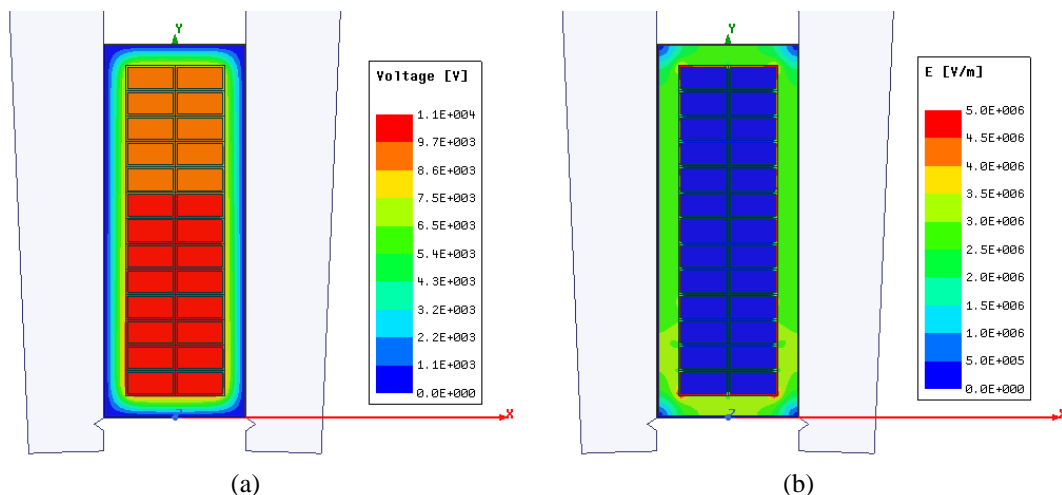 Y
Voltage [V]
1.1E+004
9.7E+003
8.6E+003
7.5E+003
6.5E+003
5.4E+003
4.3E+003
3.2E+003
2.2E+003
1.1E+003
0.0E+000
Z
X
(a)
Y
E [V/m]
5.0E+006
4.5E+006
4.0E+006
3.5E+006
3.0E+006
2.5E+006
2.0E+006
1.5E+006
1.0E+006
5.0E+005
0.0E+000
Z
X
(b)